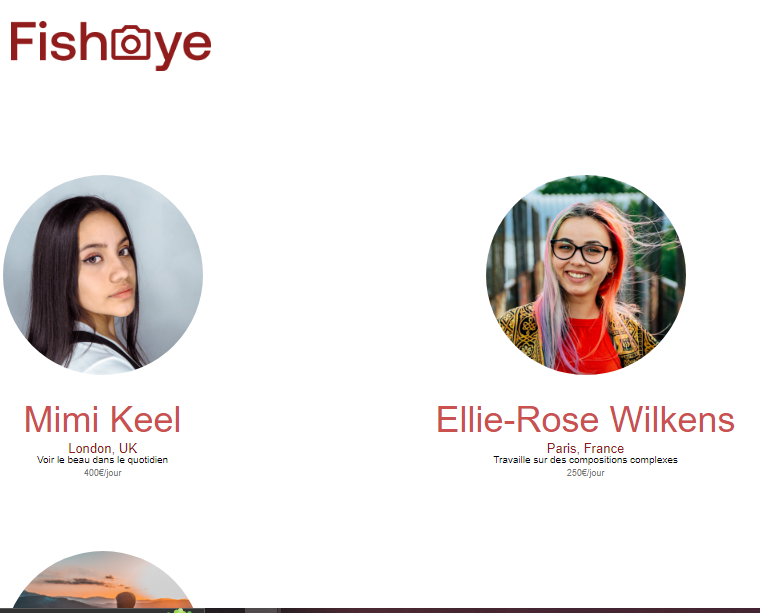 Fisheye
Mimi Keel
London, UK
Voir le beau dans le quotidien
400€/jour
Ellie-Rose Wilkens
Paris, France
Travaille sur des compositions complexes
250€/jour